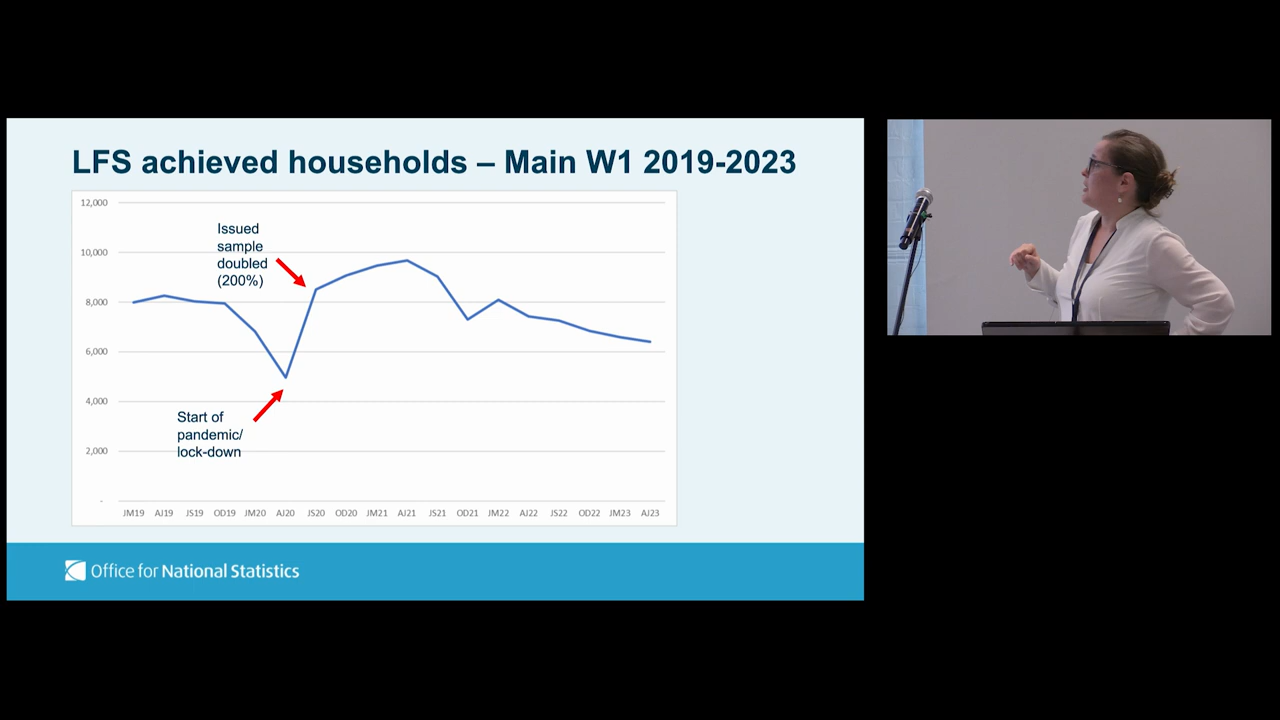 LFS achieved households – Main W1 2019-2023
12,000
10,000
8,000
6,000
4,000
2,000
-
Issued
sample
doubled
(200%)
Start of
pandemic/
lock-down
JM19 AJ19 JS19 OD19 JM20 AJ20 JS20 OD20 JM21 AJ21 JS21 OD21 JM22 AJ22 JS22 OD22 JM23 AJ23
Office for National Statistics